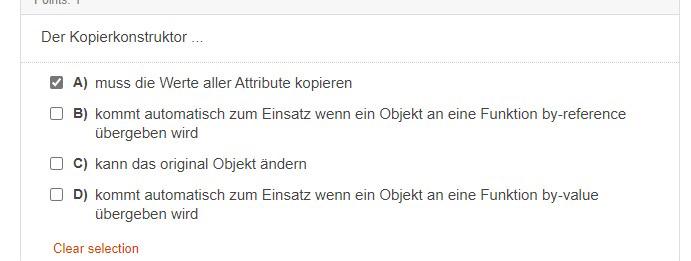 Points: 1
Der Kopierkonstruktor ...
A) muss die Werte aller Attribute kopieren
B) kommt automatisch zum Einsatz wenn ein Objekt an eine Funktion by-reference
übergeben wird
C) kann das original Objekt ändern
D) kommt automatisch zum Einsatz wenn ein Objekt an eine Funktion by-value
übergeben wird
Clear selection